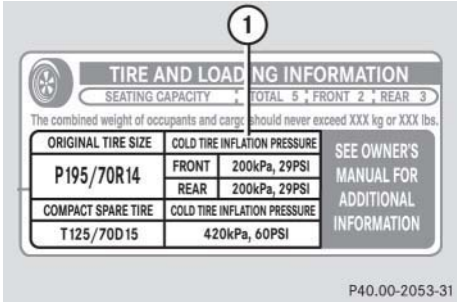 1
TIRE AND LOADING INFORMATION
SEATING CAPACITY TOTAL 5 FRONT 2 REAR 3
The combined weight of occupants and cargo should never exceed XXX kg or XXX lbs.
ORIGINAL TIRE SIZE COLD TIRE INFLATION PRESSURE
P195/70R14 FRONT 200kPa, 29PSI
REAR 200kPa, 29PSI
COMPACT SPARE TIRE COLD TIRE INFLATION PRESSURE
T125/70D15 420kPa, 60PSI
SEE OWNER'S
MANUAL FOR
ADDITIONAL
INFORMATION
P40.00-2053-31